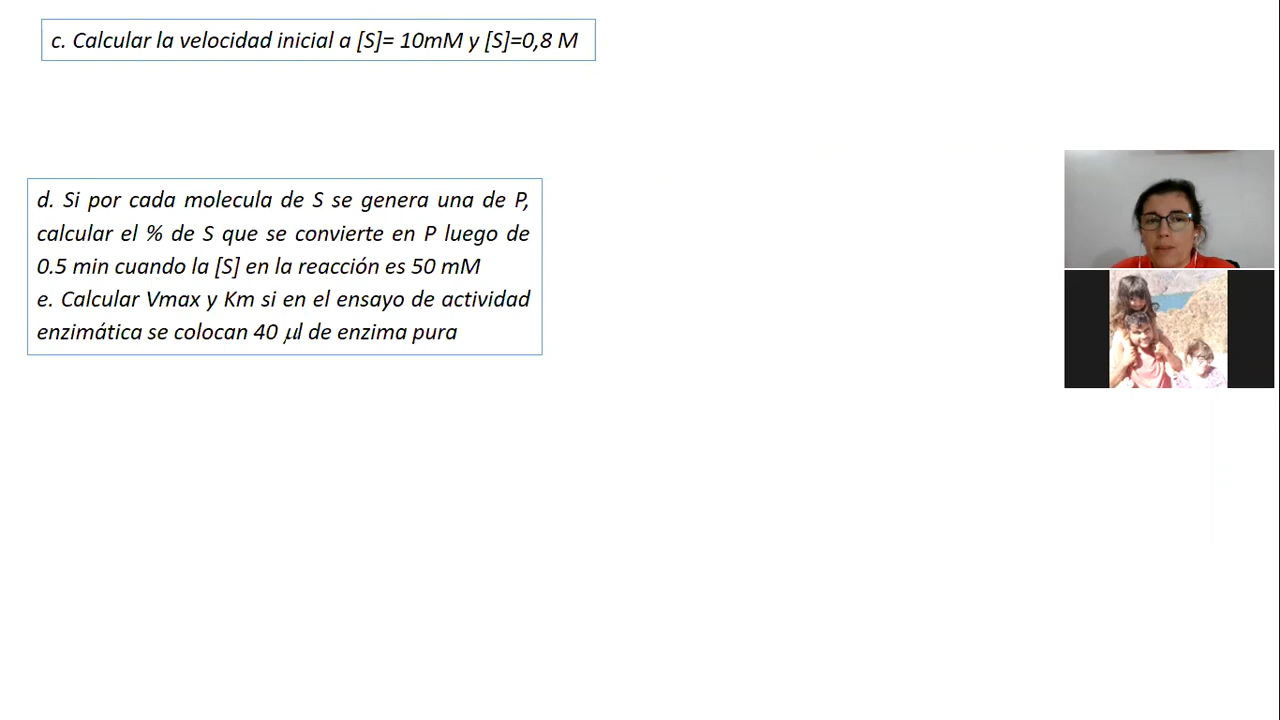 c. Calcular la velocidad inicial a [S]= 10mM y [S]=0,8 M
d. Si por cada molecula de S se genera una de P,
calcular el % de S que se convierte en P luego de
0.5 min cuando la [S] en la reacción es 50 mM
e. Calcular Vmax y Km si en el ensayo de actividad
enzimática se colocan 40 μl de enzima pura